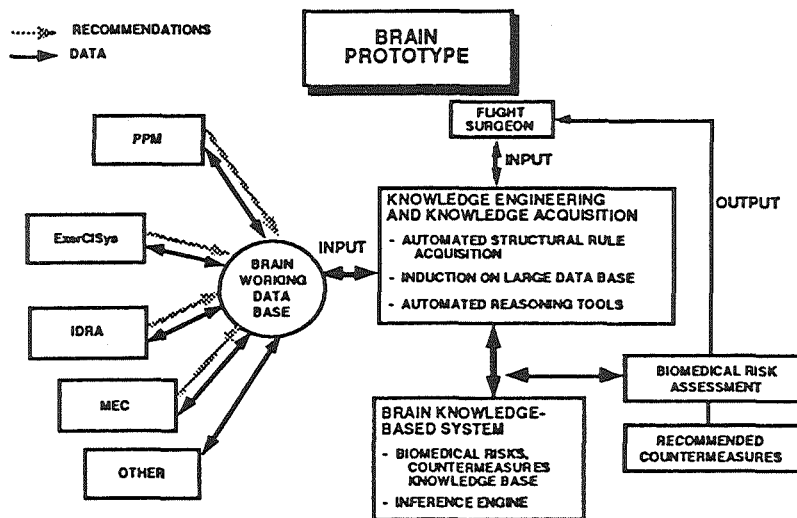 RECOMMENDATIONS
DATA
BRAIN
PROTOTYPE
FLIGHT
SURGEON
INPUT
OUTPUT
PPM
ExerCISys
IDRA
MEC
OTHER
BRAIN
WORKING
DATA
BASE
INPUT
KNOWLEDGE ENGINEERING
AND KNOWLEDGE ACQUISITION
- AUTOMATED STRUCTURAL RULE
ACQUISITION
- INDUCTION ON LARGE DATA BASE
- AUTOMATED REASONING TOOLS
BRAIN KNOWLEDGE-
BASED SYSTEM
- BIOMEDICAL RISKS,
COUNTERMEASURES
KNOWLEDGE BASE
- INFERENCE ENGINE
BIOMEDICAL RISK
ASSESSMENT
RECOMMENDED
COUNTERMEASURES